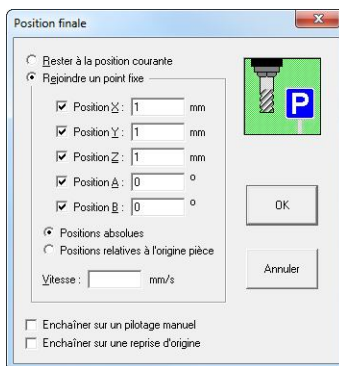 Position finale
Rester à la position courante
Rejoindre un point fixe
Position X : 1 mm
Position Y : 1 mm
Position Z : 1 mm
Position A : 0 °
Position B : 0 °
Positions absolues
Positions relatives à l'origine pièce
Vitesse : mm/s
P
OK
Annuler
Enchaîner sur un pilotage manuel
Enchaîner sur une reprise d'origine